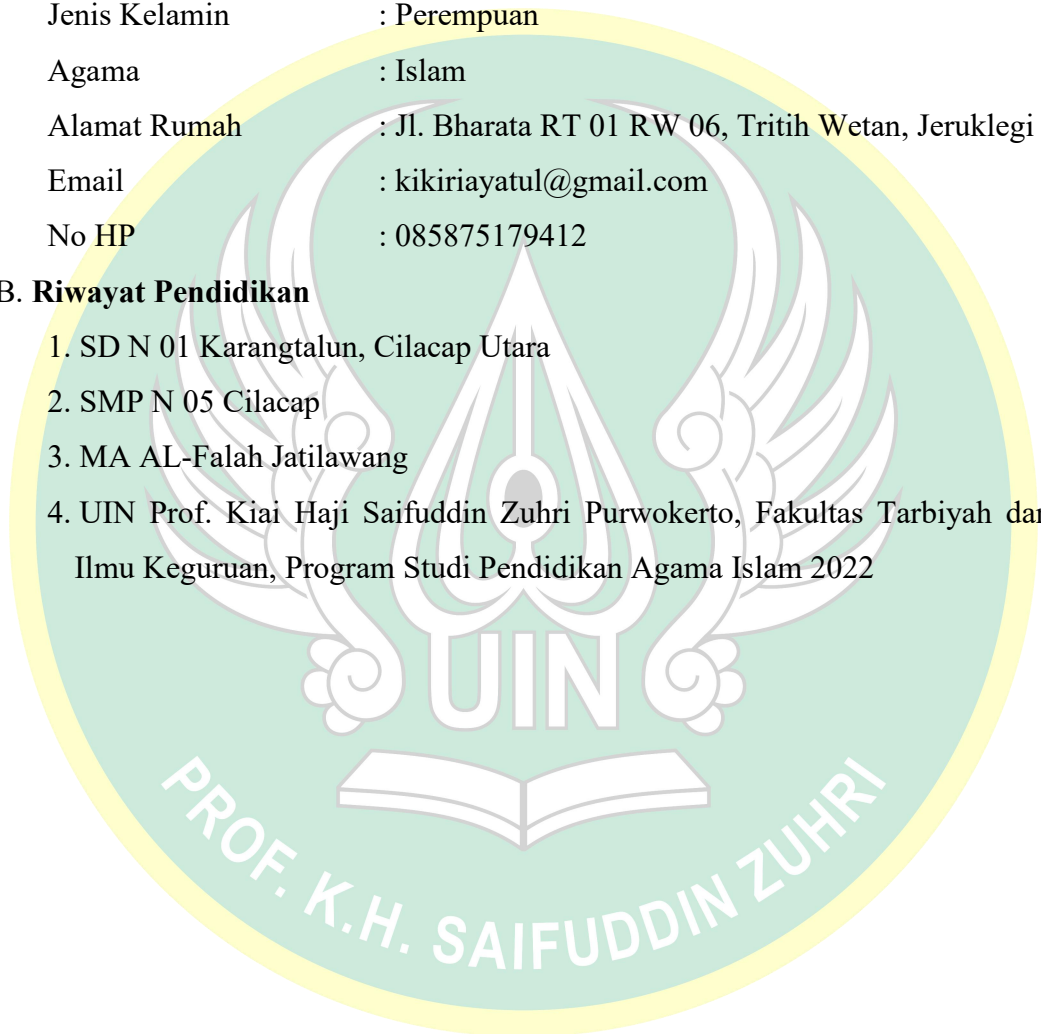 Jenis Kelamin : Perempuan
Agama : Islam
Alamat Rumah : Jl. Bharata RT 01 RW 06, Tritih Wetan, Jeruklegi
Email : kikiriayatul@gmail.com
No HP : 085875179412
B. Riwayat Pendidikan
1. SD N 01 Karangtalun, Cilacap Utara
2. SMP N 05 Cilacap
3. MA AL-Falah Jatilawang
4. UIN Prof. Kiai Haji Saifuddin Zuhri Purwokerto, Fakultas Tarbiyah dan
Ilmu Keguruan, Program Studi Pendidikan Agama Islam 2022
UIN
PROF. K.H. SAIFUDDIN ZUHRI